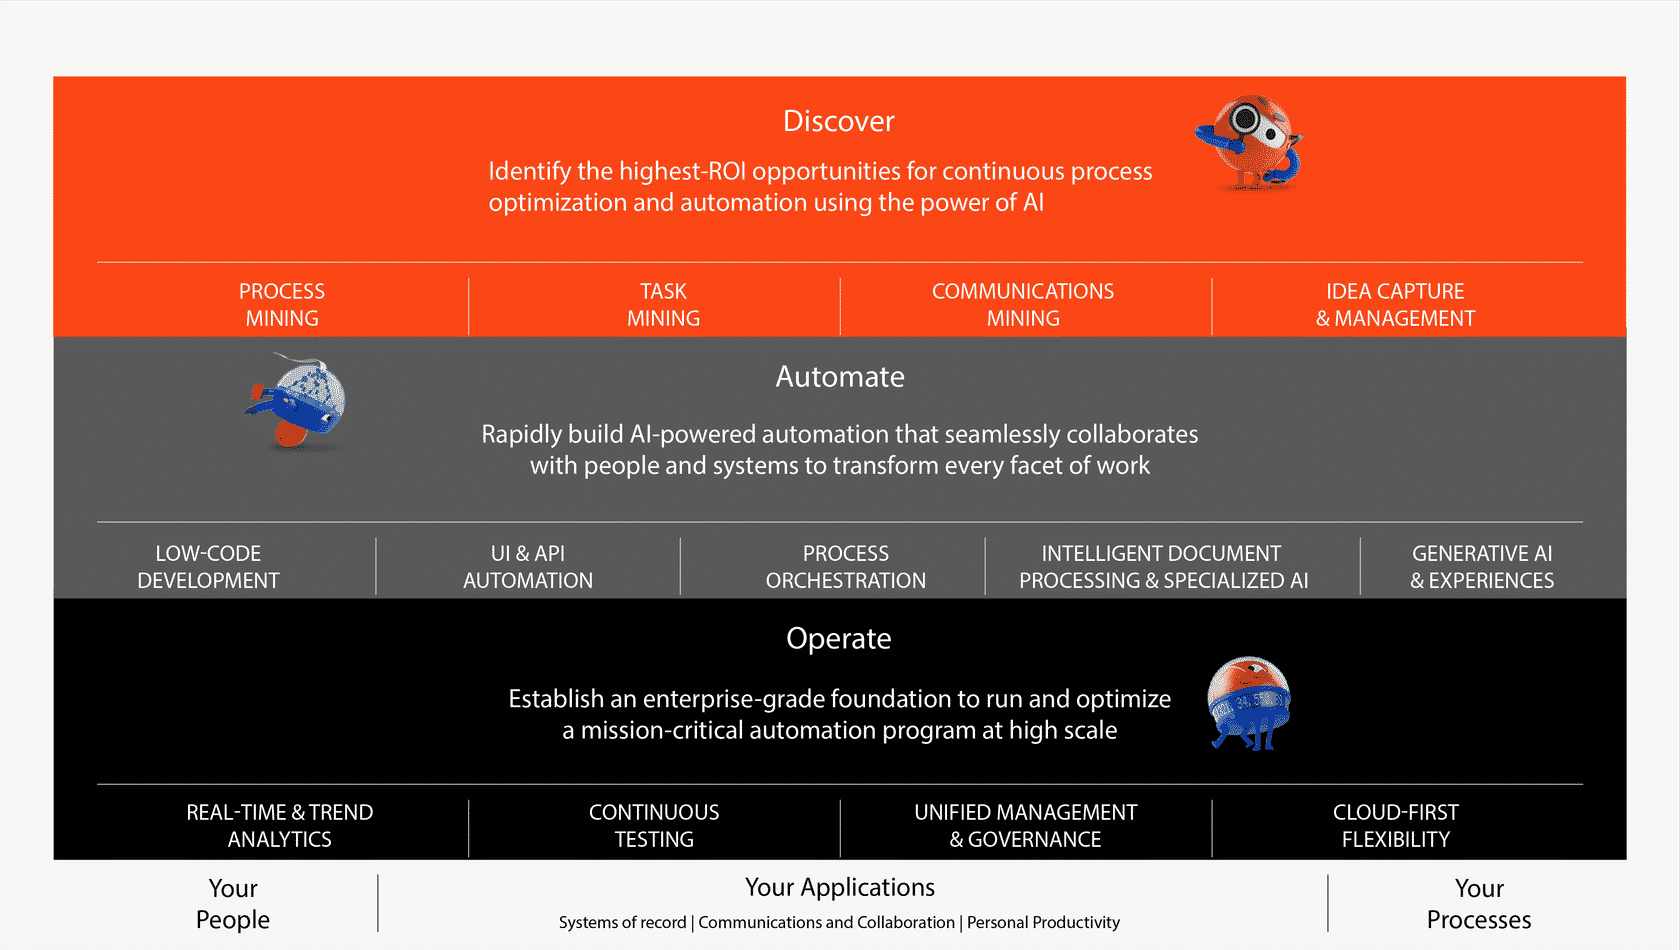 Discover
Identify the highest-ROI opportunities for continuous process
optimization and automation using the power of AI
PROCESS
MINING
TASK
MINING
COMMUNICATIONS
MINING
IDEA CAPTURE
& MANAGEMENT
Automate
Rapidly build AI-powered automation that seamlessly collaborates
with people and systems to transform every facet of work
LOW-CODE
DEVELOPMENT
UI & API
AUTOMATION
PROCESS
ORCHESTRATION
INTELLIGENT DOCUMENT
PROCESSING & SPECIALIZED AI
GENERATIVE AI
& EXPERIENCES
Operate
Establish an enterprise-grade foundation to run and optimize
a mission-critical automation program at high scale
REAL-TIME & TREND
ANALYTICS
CONTINUOUS
TESTING
UNIFIED MANAGEMENT
& GOVERNANCE
CLOUD-FIRST
FLEXIBILITY
Your
People
Your Applications
Systems of record | Communications and Collaboration | Personal Productivity
Your
Processes